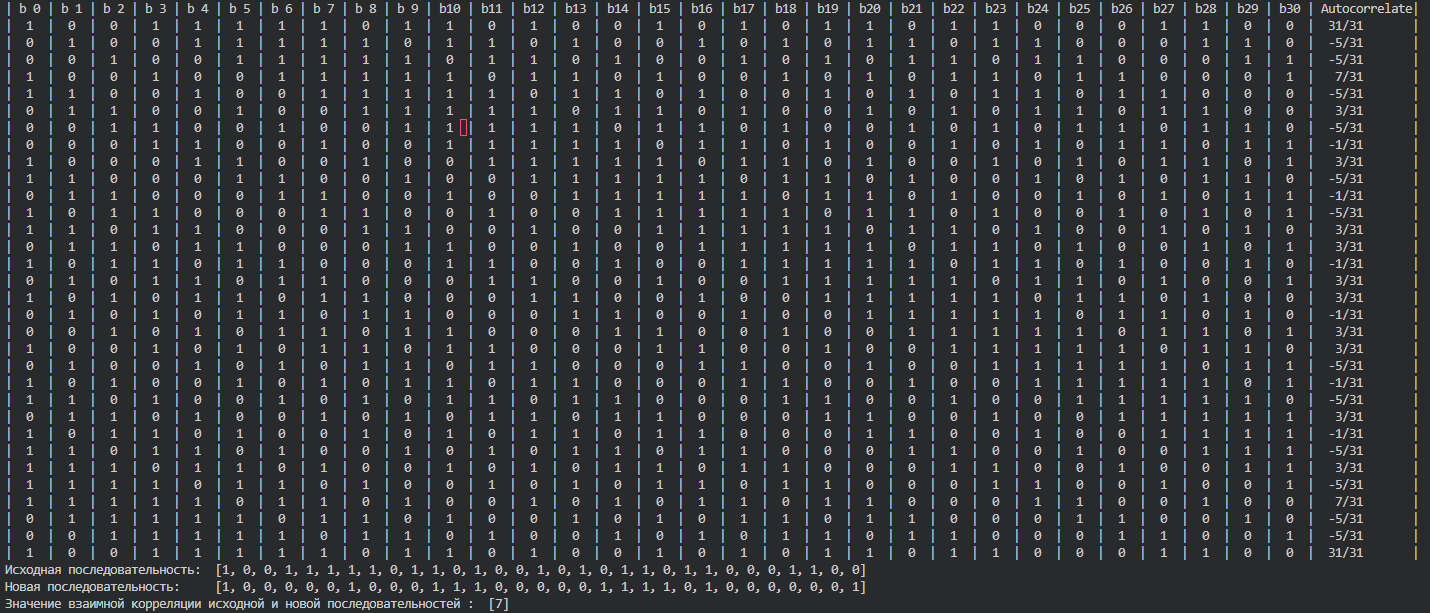 | b 0 | b 1 | b 2 | b 3 | b 4 | b 5 | b 6 | b 7 | b 8 | b 9 | b10 | b11 | b12 | b13 | b14 | b15 | b16 | b17 | b18 | b19 | b20 | b21 | b22 | b23 | b24 | b25 | b26 | b27 | b28 | b29 | b30 | Autocorrelate|
| 1 | 0 | 0 | 1 | 1 | 1 | 1 | 1 | 0 | 1 | 1 | 0 | 1 | 0 | 0 | 1 | 0 | 1 | 0 | 1 | 1 | 0 | 1 | 1 | 0 | 0 | 0 | 1 | 1 | 0 | 0 | 31/31 |
| 0 | 1 | 0 | 0 | 1 | 1 | 1 | 1 | 1 | 0 | 1 | 1 | 0 | 1 | 0 | 0 | 1 | 0 | 1 | 0 | 1 | 1 | 0 | 1 | 1 | 0 | 0 | 0 | 1 | 1 | 0 | -5/31 |
| 0 | 0 | 1 | 0 | 0 | 1 | 1 | 1 | 1 | 1 | 0 | 1 | 1 | 0 | 1 | 0 | 0 | 1 | 0 | 1 | 0 | 1 | 1 | 0 | 1 | 1 | 0 | 0 | 0 | 1 | 1 | -5/31 |
| 1 | 0 | 0 | 1 | 0 | 0 | 1 | 1 | 1 | 1 | 1 | 0 | 1 | 1 | 0 | 1 | 0 | 0 | 1 | 0 | 1 | 0 | 1 | 1 | 0 | 1 | 1 | 0 | 0 | 0 | 1 | 7/31 |
| 1 | 1 | 0 | 0 | 1 | 0 | 0 | 1 | 1 | 1 | 1 | 1 | 0 | 1 | 1 | 0 | 1 | 0 | 0 | 1 | 0 | 1 | 0 | 1 | 1 | 0 | 1 | 1 | 0 | 0 | 0 | -5/31 |
| 0 | 1 | 1 | 0 | 0 | 1 | 0 | 0 | 1 | 1 | 1 | 1 | 1 | 0 | 1 | 1 | 0 | 1 | 0 | 0 | 1 | 0 | 1 | 0 | 1 | 1 | 0 | 1 | 1 | 0 | 0 | 3/31 |
| 0 | 0 | 1 | 1 | 0 | 0 | 1 | 0 | 0 | 1 | 1 | 1 | 1 | 1 | 0 | 1 | 1 | 0 | 1 | 0 | 0 | 1 | 0 | 1 | 0 | 1 | 1 | 0 | 1 | 1 | 0 | -5/31 |
| 0 | 0 | 0 | 1 | 1 | 0 | 0 | 1 | 0 | 0 | 1 | 1 | 1 | 1 | 1 | 0 | 1 | 1 | 0 | 1 | 0 | 0 | 1 | 0 | 1 | 0 | 1 | 1 | 0 | 1 | 1 | -1/31 |
| 1 | 0 | 0 | 0 | 1 | 1 | 0 | 0 | 1 | 0 | 0 | 1 | 1 | 1 | 1 | 1 | 0 | 1 | 1 | 0 | 1 | 0 | 0 | 1 | 0 | 1 | 0 | 1 | 1 | 0 | 1 | 3/31 |
| 1 | 1 | 0 | 0 | 0 | 1 | 1 | 0 | 0 | 1 | 0 | 0 | 1 | 1 | 1 | 1 | 1 | 0 | 1 | 1 | 0 | 1 | 0 | 0 | 1 | 0 | 1 | 0 | 1 | 1 | 0 | -5/31 |
| 0 | 1 | 1 | 0 | 0 | 0 | 1 | 1 | 0 | 0 | 1 | 0 | 0 | 1 | 1 | 1 | 1 | 1 | 0 | 1 | 1 | 0 | 1 | 0 | 0 | 1 | 0 | 1 | 0 | 1 | 1 | -1/31 |
| 1 | 0 | 1 | 1 | 0 | 0 | 0 | 1 | 1 | 0 | 0 | 1 | 0 | 0 | 1 | 1 | 1 | 1 | 1 | 0 | 1 | 1 | 0 | 1 | 0 | 0 | 1 | 0 | 1 | 0 | 1 | -5/31 |
| 1 | 1 | 0 | 1 | 1 | 0 | 0 | 0 | 1 | 1 | 0 | 0 | 1 | 0 | 0 | 1 | 1 | 1 | 1 | 1 | 0 | 1 | 1 | 0 | 1 | 0 | 0 | 1 | 0 | 1 | 0 | 3/31 |
| 0 | 1 | 1 | 0 | 1 | 1 | 0 | 0 | 0 | 1 | 1 | 0 | 0 | 1 | 0 | 0 | 1 | 1 | 1 | 1 | 1 | 0 | 1 | 1 | 0 | 1 | 0 | 0 | 1 | 0 | 1 | 3/31 |
| 1 | 0 | 1 | 1 | 0 | 1 | 1 | 0 | 0 | 0 | 1 | 1 | 0 | 0 | 1 | 0 | 0 | 1 | 1 | 1 | 1 | 1 | 0 | 1 | 1 | 0 | 1 | 0 | 0 | 1 | 0 | -1/31 |
| 0 | 1 | 0 | 1 | 1 | 0 | 1 | 1 | 0 | 0 | 0 | 1 | 1 | 0 | 0 | 1 | 0 | 0 | 1 | 1 | 1 | 1 | 1 | 0 | 1 | 1 | 0 | 1 | 0 | 0 | 1 | 3/31 |
| 1 | 0 | 1 | 0 | 1 | 1 | 0 | 1 | 1 | 0 | 0 | 0 | 1 | 1 | 0 | 0 | 1 | 0 | 0 | 1 | 1 | 1 | 1 | 1 | 0 | 1 | 1 | 0 | 1 | 0 | 0 | 3/31 |
| 0 | 1 | 0 | 1 | 0 | 1 | 1 | 0 | 1 | 1 | 0 | 0 | 0 | 1 | 1 | 0 | 0 | 1 | 0 | 0 | 1 | 1 | 1 | 1 | 1 | 0 | 1 | 1 | 0 | 1 | 0 | -1/31 |
| 0 | 0 | 1 | 0 | 1 | 0 | 1 | 1 | 0 | 1 | 1 | 0 | 0 | 0 | 1 | 1 | 0 | 0 | 1 | 0 | 0 | 1 | 1 | 1 | 1 | 1 | 0 | 1 | 1 | 0 | 1 | 3/31 |
| 1 | 0 | 0 | 1 | 0 | 1 | 0 | 1 | 1 | 0 | 1 | 1 | 0 | 0 | 0 | 1 | 1 | 0 | 0 | 1 | 0 | 0 | 1 | 1 | 1 | 1 | 1 | 0 | 1 | 1 | 0 | 3/31 |
| 0 | 1 | 0 | 0 | 1 | 0 | 1 | 0 | 1 | 1 | 0 | 1 | 1 | 0 | 0 | 0 | 1 | 1 | 0 | 0 | 1 | 0 | 0 | 1 | 1 | 1 | 1 | 1 | 0 | 1 | 1 | -5/31 |
| 1 | 0 | 1 | 0 | 0 | 1 | 0 | 1 | 0 | 1 | 1 | 0 | 1 | 1 | 0 | 0 | 0 | 1 | 1 | 0 | 0 | 1 | 0 | 0 | 1 | 1 | 1 | 1 | 1 | 0 | 1 | -1/31 |
| 1 | 1 | 0 | 1 | 0 | 0 | 1 | 0 | 1 | 0 | 1 | 1 | 0 | 1 | 1 | 0 | 0 | 0 | 1 | 1 | 0 | 0 | 1 | 0 | 0 | 1 | 1 | 1 | 1 | 1 | 0 | -5/31 |
| 0 | 1 | 1 | 0 | 1 | 0 | 0 | 1 | 0 | 1 | 0 | 1 | 1 | 0 | 1 | 1 | 0 | 0 | 0 | 1 | 1 | 0 | 0 | 1 | 0 | 0 | 1 | 1 | 1 | 1 | 1 | 3/31 |
| 1 | 0 | 1 | 1 | 0 | 1 | 0 | 0 | 1 | 0 | 1 | 0 | 1 | 1 | 0 | 1 | 1 | 0 | 0 | 0 | 1 | 1 | 0 | 0 | 1 | 0 | 0 | 1 | 1 | 1 | 1 | -1/31 |
| 1 | 1 | 0 | 1 | 1 | 0 | 1 | 0 | 0 | 1 | 0 | 1 | 0 | 1 | 1 | 0 | 1 | 1 | 0 | 0 | 0 | 1 | 1 | 0 | 0 | 1 | 0 | 0 | 1 | 1 | 1 | -5/31 |
| 1 | 1 | 1 | 0 | 1 | 1 | 0 | 1 | 0 | 0 | 1 | 0 | 1 | 0 | 1 | 1 | 0 | 1 | 1 | 0 | 0 | 0 | 1 | 1 | 0 | 0 | 1 | 0 | 0 | 1 | 1 | 3/31 |
| 1 | 1 | 1 | 1 | 0 | 1 | 1 | 0 | 1 | 0 | 0 | 1 | 0 | 1 | 0 | 1 | 1 | 0 | 1 | 1 | 0 | 0 | 0 | 1 | 1 | 0 | 0 | 1 | 0 | 0 | 1 | -5/31 |
| 1 | 1 | 1 | 1 | 1 | 0 | 1 | 1 | 0 | 1 | 0 | 0 | 1 | 0 | 1 | 0 | 1 | 1 | 0 | 1 | 1 | 0 | 0 | 0 | 1 | 1 | 0 | 0 | 1 | 0 | 0 | 7/31 |
| 0 | 1 | 1 | 1 | 1 | 1 | 0 | 1 | 1 | 0 | 1 | 0 | 0 | 1 | 0 | 1 | 0 | 1 | 1 | 0 | 1 | 1 | 0 | 0 | 0 | 1 | 1 | 0 | 0 | 1 | 0 | -5/31 |
| 0 | 0 | 1 | 1 | 1 | 1 | 1 | 0 | 1 | 1 | 0 | 1 | 0 | 0 | 1 | 0 | 1 | 0 | 1 | 1 | 0 | 1 | 1 | 0 | 0 | 0 | 1 | 1 | 0 | 0 | 1 | -5/31 |
| 1 | 0 | 0 | 1 | 1 | 1 | 1 | 1 | 0 | 1 | 1 | 0 | 1 | 0 | 0 | 1 | 0 | 1 | 0 | 1 | 1 | 0 | 1 | 1 | 0 | 0 | 0 | 1 | 1 | 0 | 0 | 31/31 |
Исходная последовательность: [1, 0, 0, 1, 1, 1, 1, 1, 0, 1, 1, 0, 1, 0, 0, 1, 0, 1, 0, 1, 1, 0, 1, 1, 0, 0, 0, 1, 1, 0, 0]
Новая последовательность: [1, 0, 0, 0, 0, 0, 1, 0, 0, 1, 1, 1, 0, 0, 0, 0, 0, 1, 1, 1, 1, 0, 1, 0, 0, 0, 0, 0, 0, 0, 1]
Значение взаимной корреляции исходной и новой последовательностей : [7]